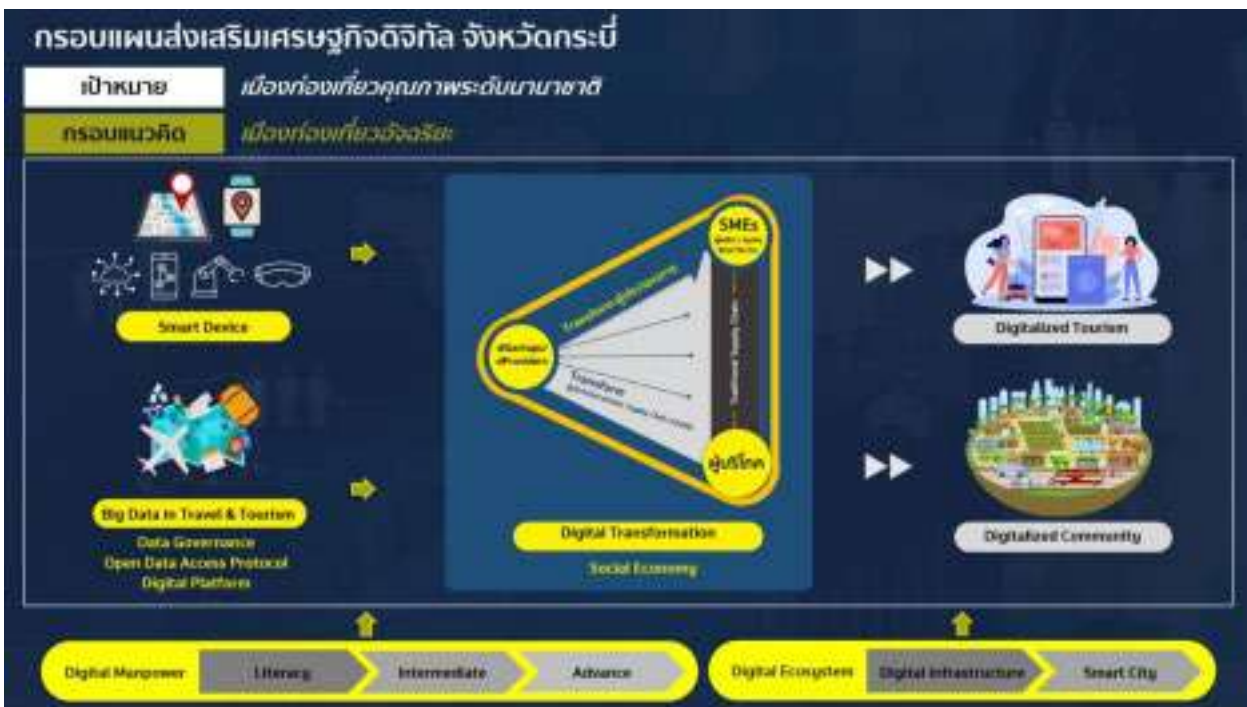 กรอบแผนส่งเสริมเศรษฐกิจดิจิทัล จังหวัดกระบี่
เป้าหมาย
เมืองท่องเที่ยวคุณภาพระดับนานาชาติ
กรอบแนวคิด
เมืองท่องเที่ยวอัจฉริยะ
Smart Device
Big Data In Travel & Tourism
Data Governance
Open Data Access Protocol
Digital Platform
SMEs
Transform
Traditional Supply Chain
ผู้บริโภค
Digital Transformation
Social Economy
Digitalized Tourism
Digitalized Community
Digital Manpower
Literacy
Intermediate
Advance
Digital Ecosystem
Digital Infrastructure
Smart City